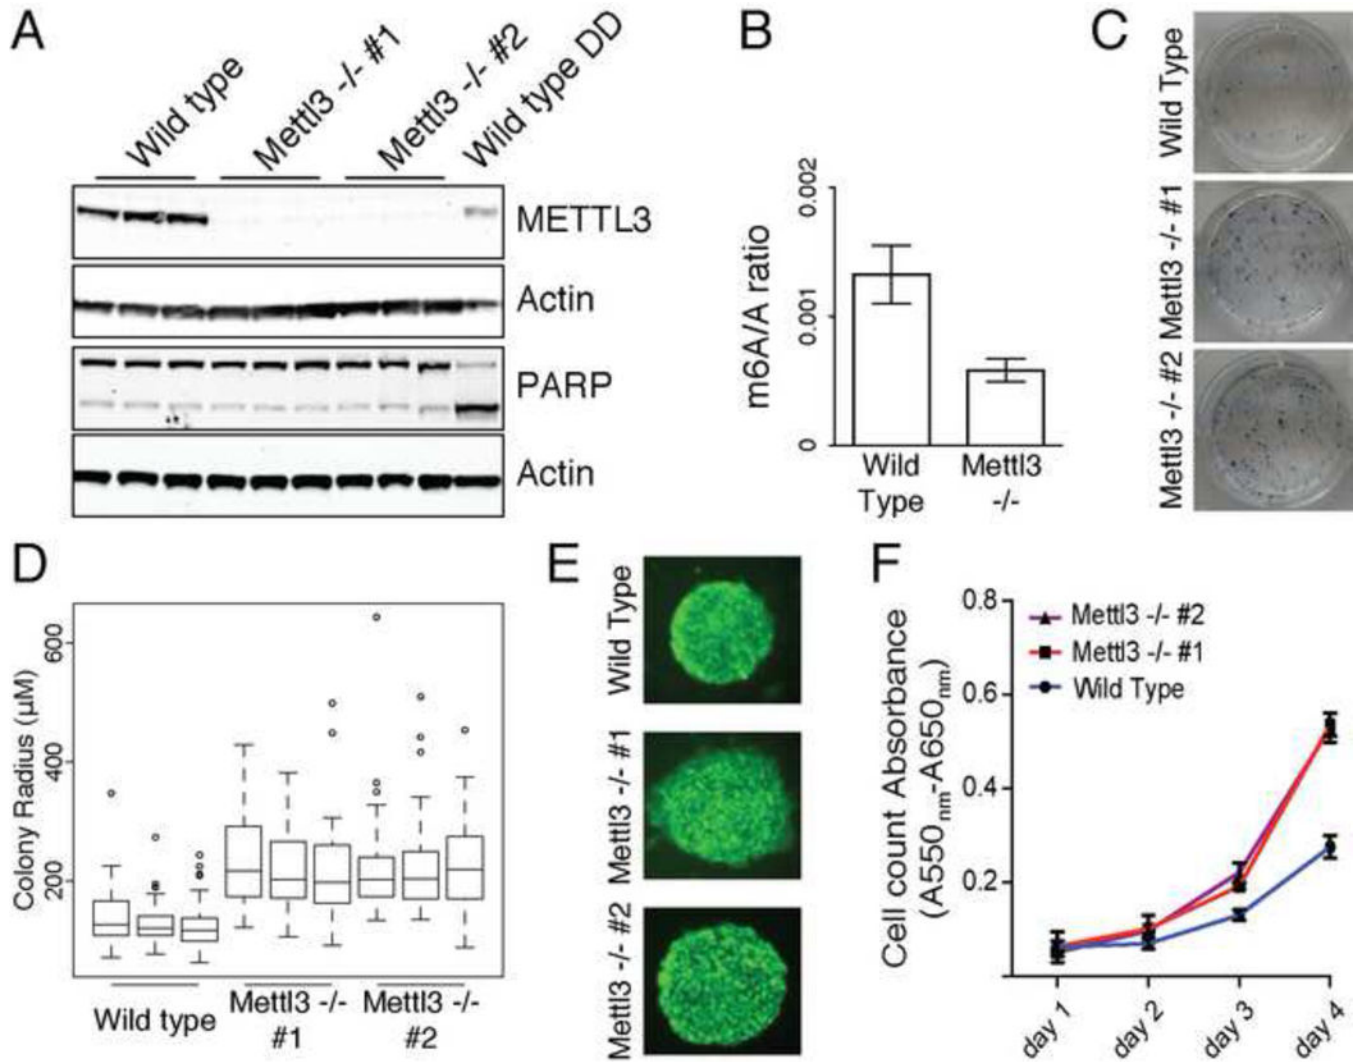 A
Wild type
Mettl3 -/- #1
Mettl3 -/- #2
Wild type DD
METTL3
Actin
PARP
Actin
B
m6A/A ratio
0.002
0.001
0
Wild Type
Mettl3 -/-
C
Wild Type
Mettl3 -/- #1
Mettl3 -/- #2
D
Colony Radius (µM)
600
400
200
Wild type
Mettl3 -/- #1
Mettl3 -/- #2
E
Wild Type
Mettl3 -/- #1
Mettl3 -/- #2
F
Cell count Absorbance
(A550nm-A650nm)
0.8
0.6
0.4
0.2
Mettl3 -/- #2
Mettl3 -/- #1
Wild Type
day 1
day 2
day 3
day 4